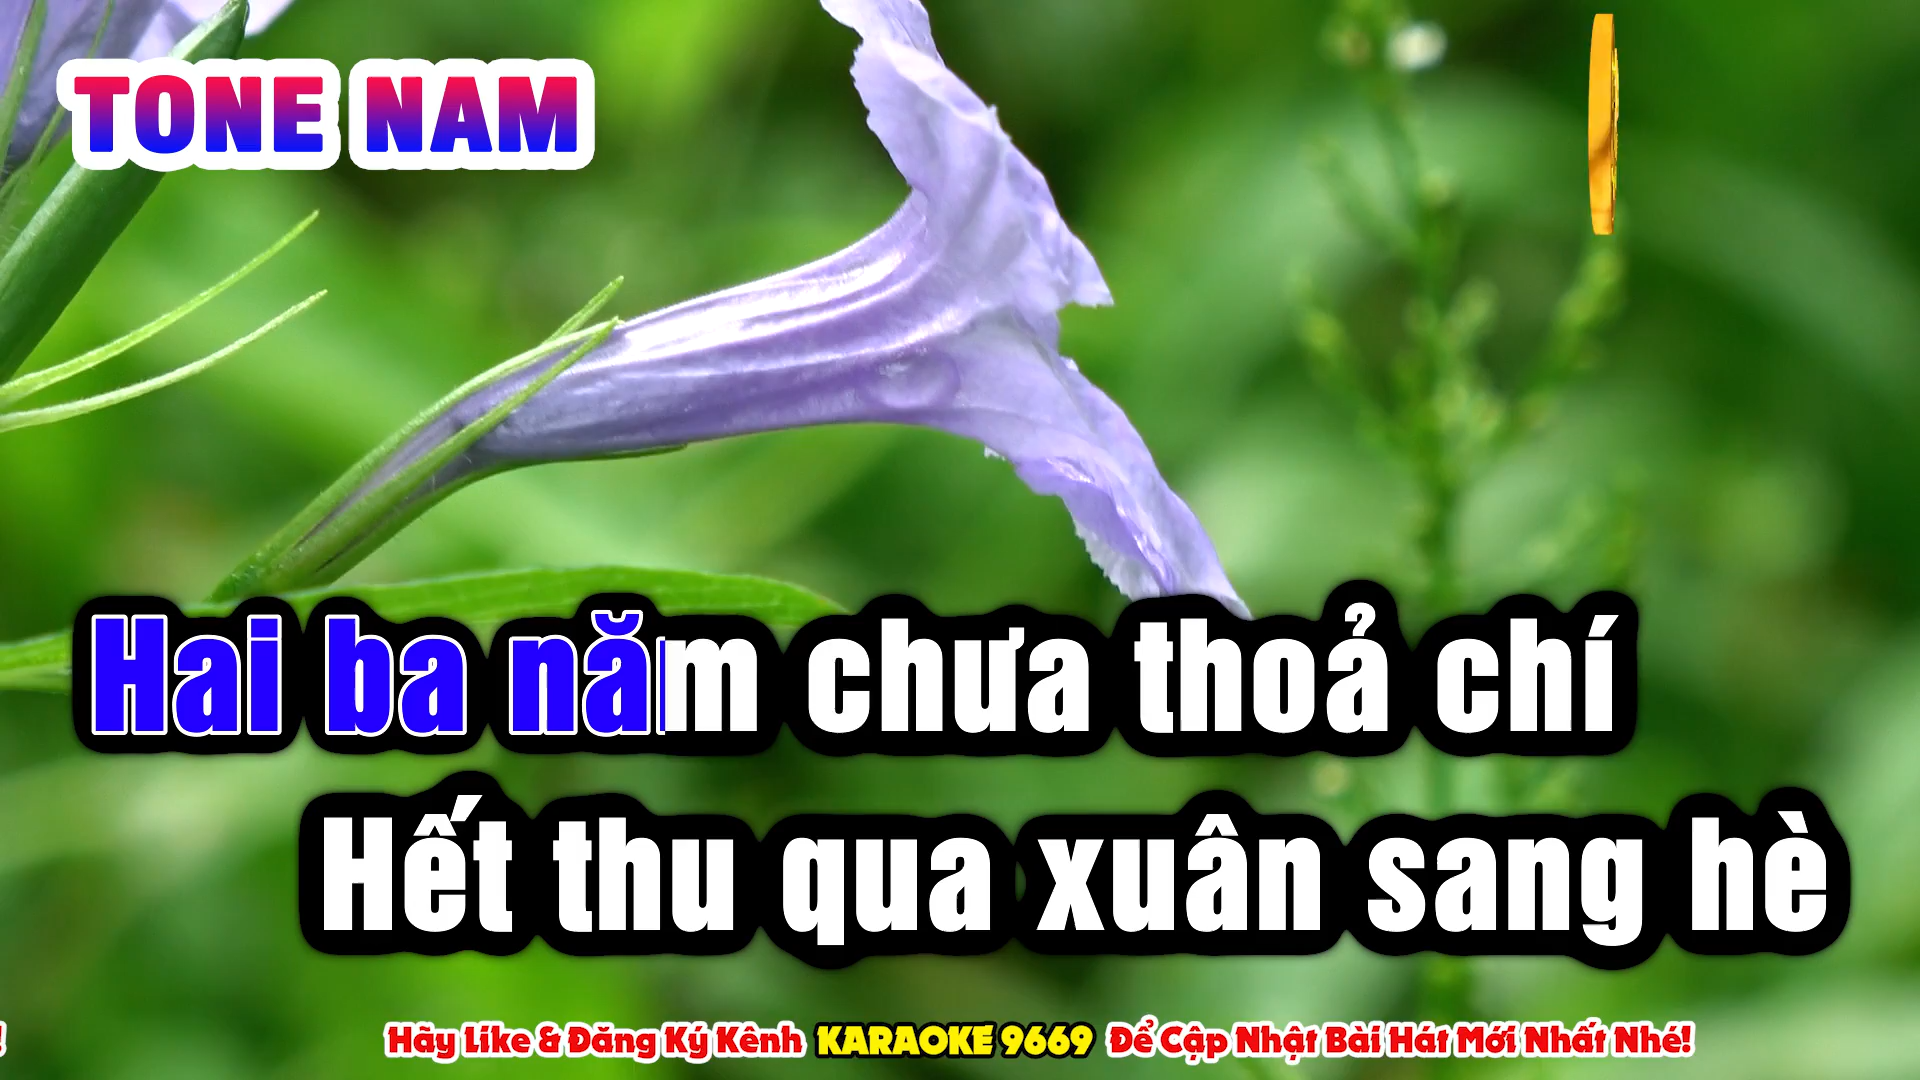 TONE NAM
Hai ba năm chưa thoả chí
Hết thu qua xuân sang hè
! Hãy Like & Đăng Ký Kênh KARAOKE 9669 Để Cập Nhật Bài Hát Mới Nhất Nhé!